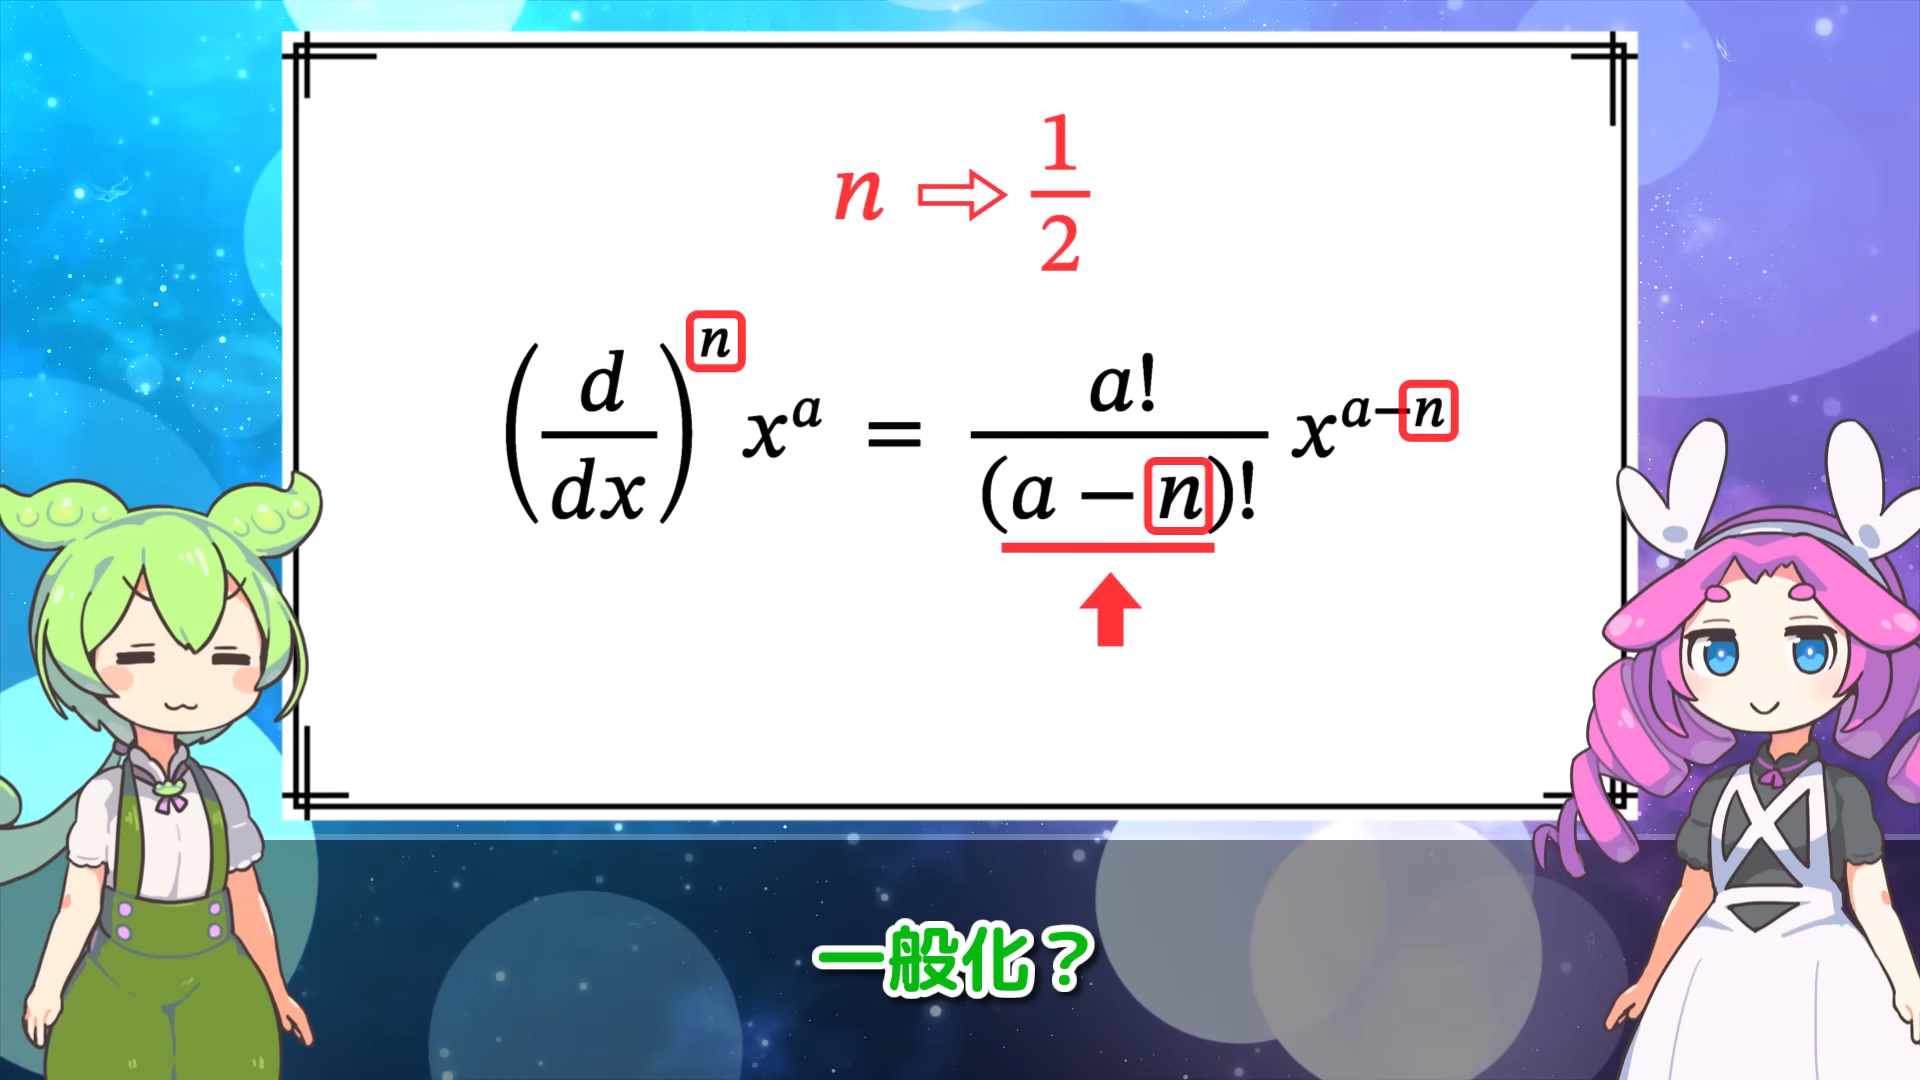 n ⇨ 1/2
(d/dx)^n x^a = a!/(a−n)! x^{a−n}
一般化？